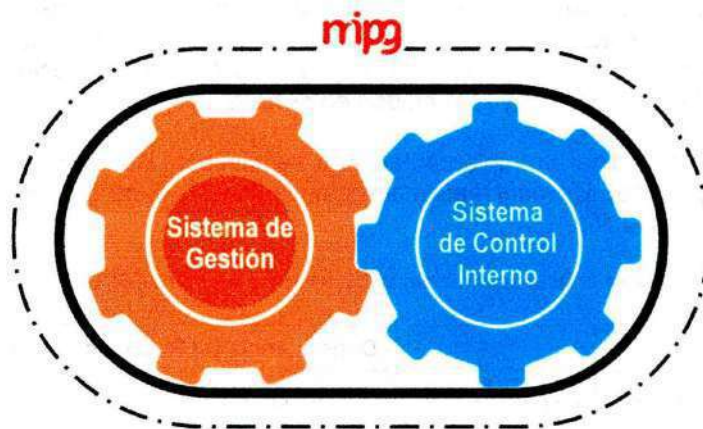 mipg
Sistema de
Gestión
Sistema
de Control
Interno